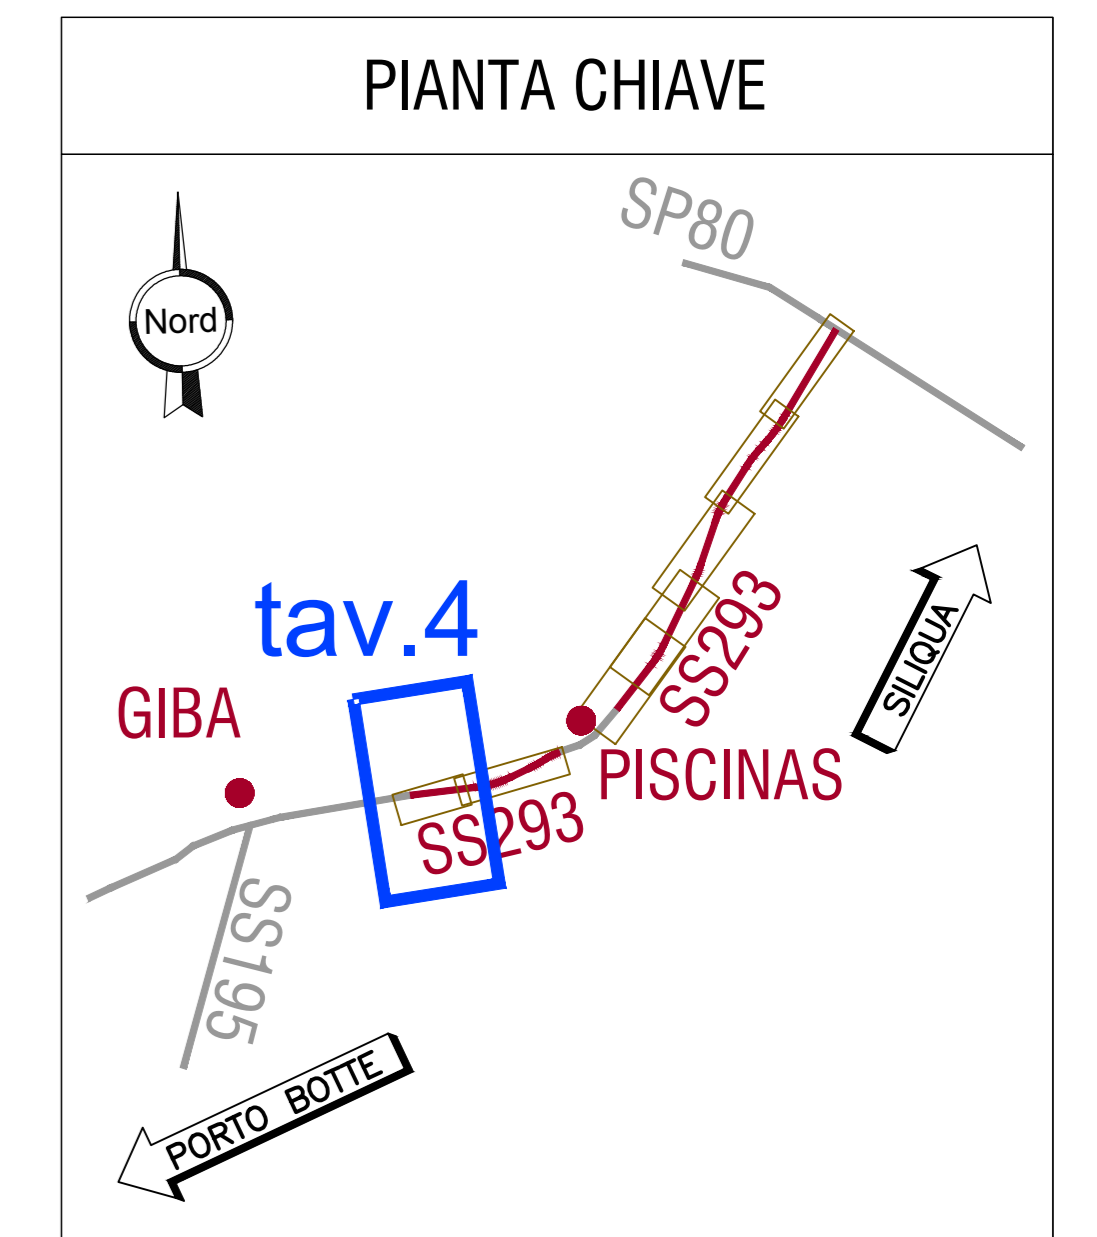 PIANTA CHIAVE
SP80
Nord
SS293
tav.4
SILIQUA
GIBA
PISCINAS
SS293
SS195
PORTO BOTTE